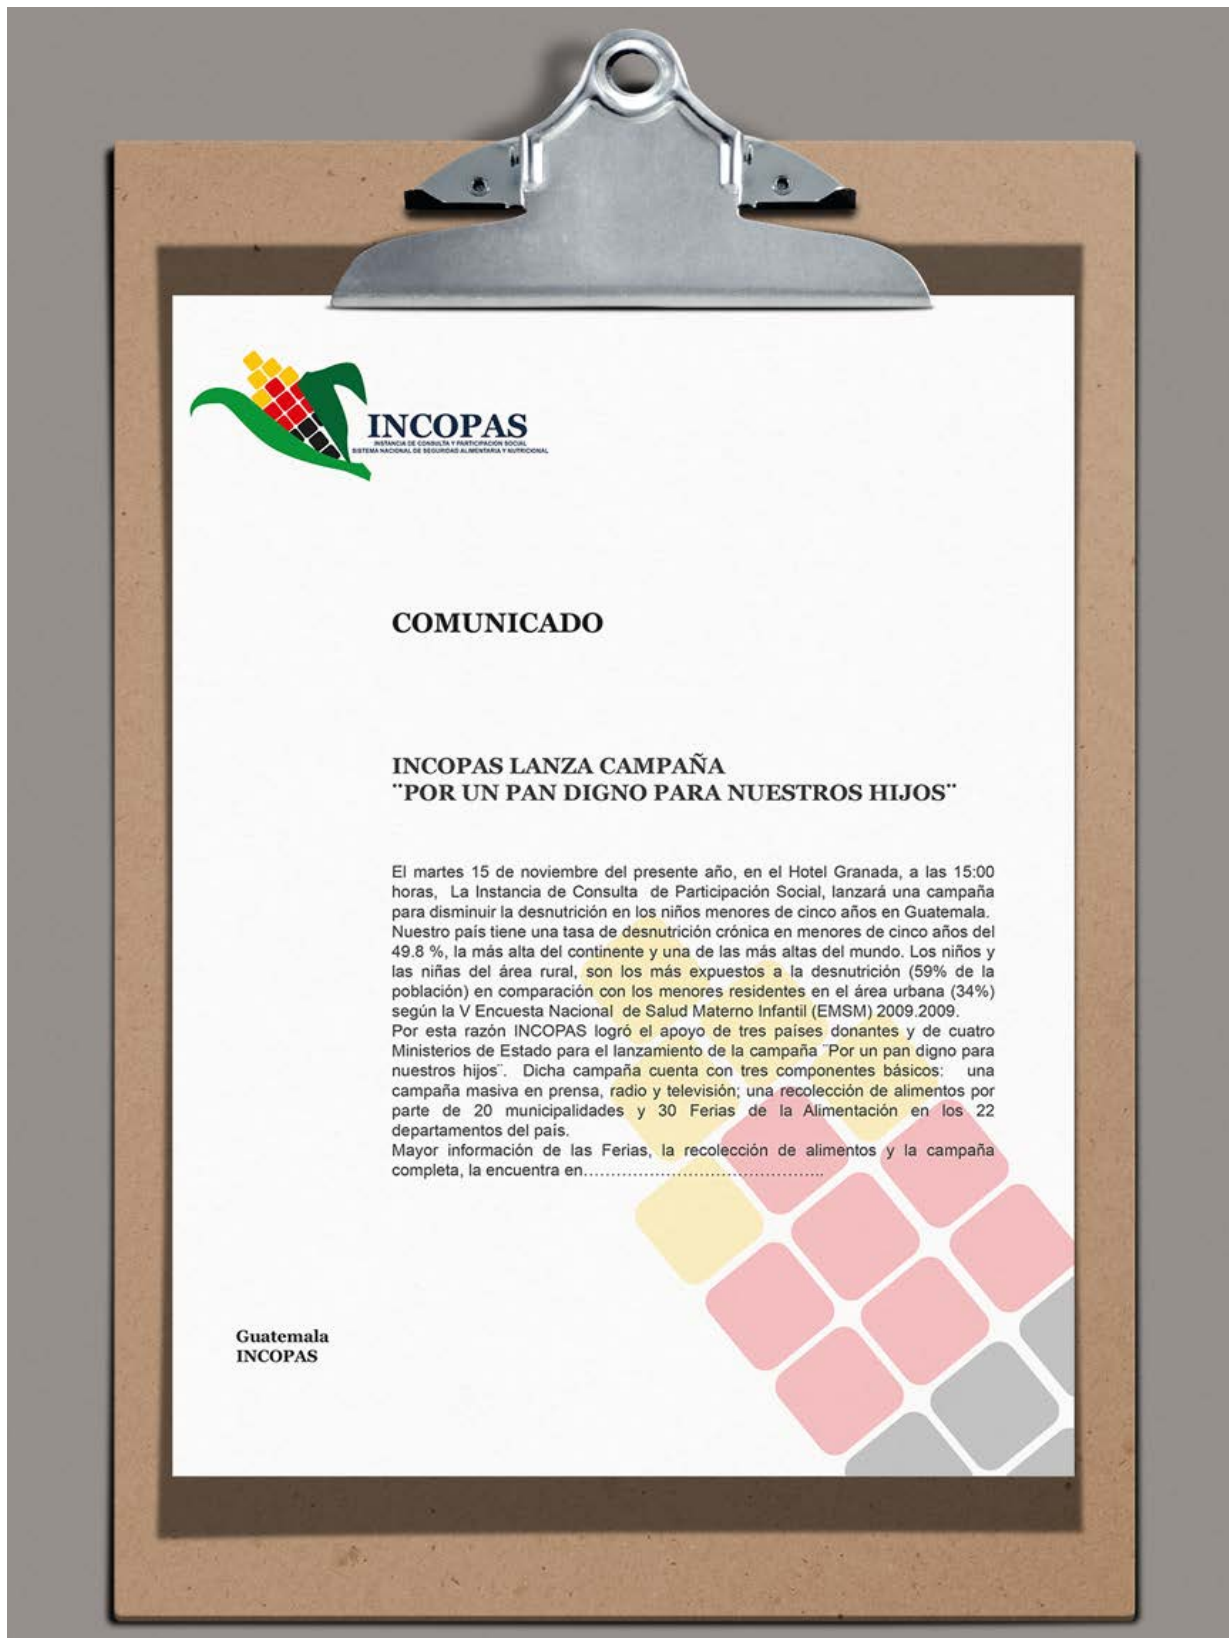 INCOPAS
INSTANCIA DE CONSULTA Y PARTICIPACION SOCIAL
SISTEMA NACIONAL DE SEGURIDAD ALIMENTARIA Y NUTRICIONAL
COMUNICADO
INCOPAS LANZA CAMPAÑA
¨POR UN PAN DIGNO PARA NUESTROS HIJOS¨
El martes 15 de noviembre del presente año, en el Hotel Granada, a las 15:00
horas, La Instancia de Consulta de Participación Social, lanzará una campaña
para disminuir la desnutrición en los niños menores de cinco años en Guatemala.
Nuestro país tiene una tasa de desnutrición crónica en menores de cinco años del
49.8 %, la más alta del continente y una de las más altas del mundo. Los niños y
las niñas del área rural, son los más expuestos a la desnutrición (59% de la
población) en comparación con los menores residentes en el área urbana (34%)
según la V Encuesta Nacional de Salud Materno Infantil (EMSM) 2009.2009.
Por esta razón INCOPAS logró el apoyo de tres países donantes y de cuatro
Ministerios de Estado para el lanzamiento de la campaña ¨Por un pan digno para
nuestros hijos¨. Dicha campaña cuenta con tres componentes básicos: una
campaña masiva en prensa, radio y televisión; una recolección de alimentos por
parte de 20 municipalidades y 30 Ferias de la Alimentación en los 22
departamentos del país.
Mayor información de las Ferias, la recolección de alimentos y la campaña
completa, la encuentra en..........................................
Guatemala
INCOPAS